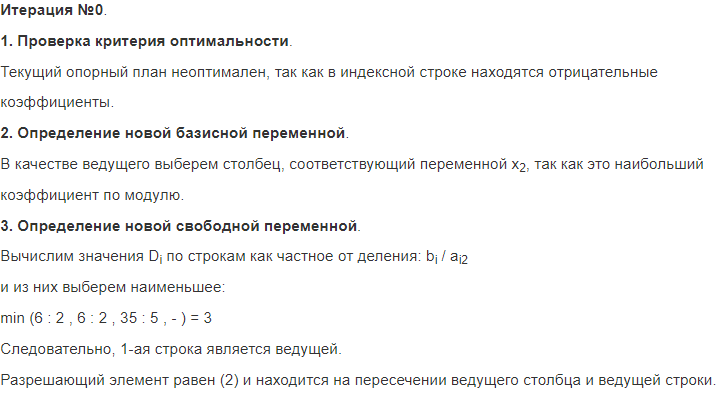 Итерация №0.
1. Проверка критерия оптимальности.
Текущий опорный план неоптимален, так как в индексной строке находятся отрицательные
коэффициенты.
2. Определение новой базисной переменной.
В качестве ведущего выберем столбец, соответствующий переменной x2, так как это наибольший
коэффициент по модулю.
3. Определение новой свободной переменной.
Вычислим значения Di по строкам как частное от деления: bi / ai2
и из них выберем наименьшее:
min (6 : 2 , 6 : 2 , 35 : 5 , - ) = 3
Следовательно, 1-ая строка является ведущей.
Разрешающий элемент равен (2) и находится на пересечении ведущего столбца и ведущей строки.